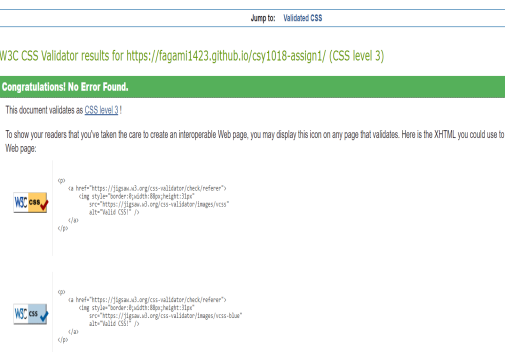 Jump to: Validated CSS
W3C CSS Validator results for https://fagami1423.github.io/csy1018-assign1/ (CSS level 3)
Congratulations! No Error Found.
This document validates as CSS level 3 !
To show your readers that you've taken the care to create an interoperable Web page, you may display this icon on any page that validates. Here is the XHTML you could use to
Web page:
<p>
<a href="https://jigsaw.w3.org/css-validator/check/referer">
<img style="border:0;width:88px;height:31px"
src="https://jigsaw.w3.org/css-validator/images/vcss"
alt="Valid CSS!" />
</a>
</p>
W3C CSS
<p>
<a href="https://jigsaw.w3.org/css-validator/check/referer">
<img style="border:0;width:88px;height:31px"
src="https://jigsaw.w3.org/css-validator/images/vcss-blue"
alt="Valid CSS!" />
</a>
</p>
W3C CSS